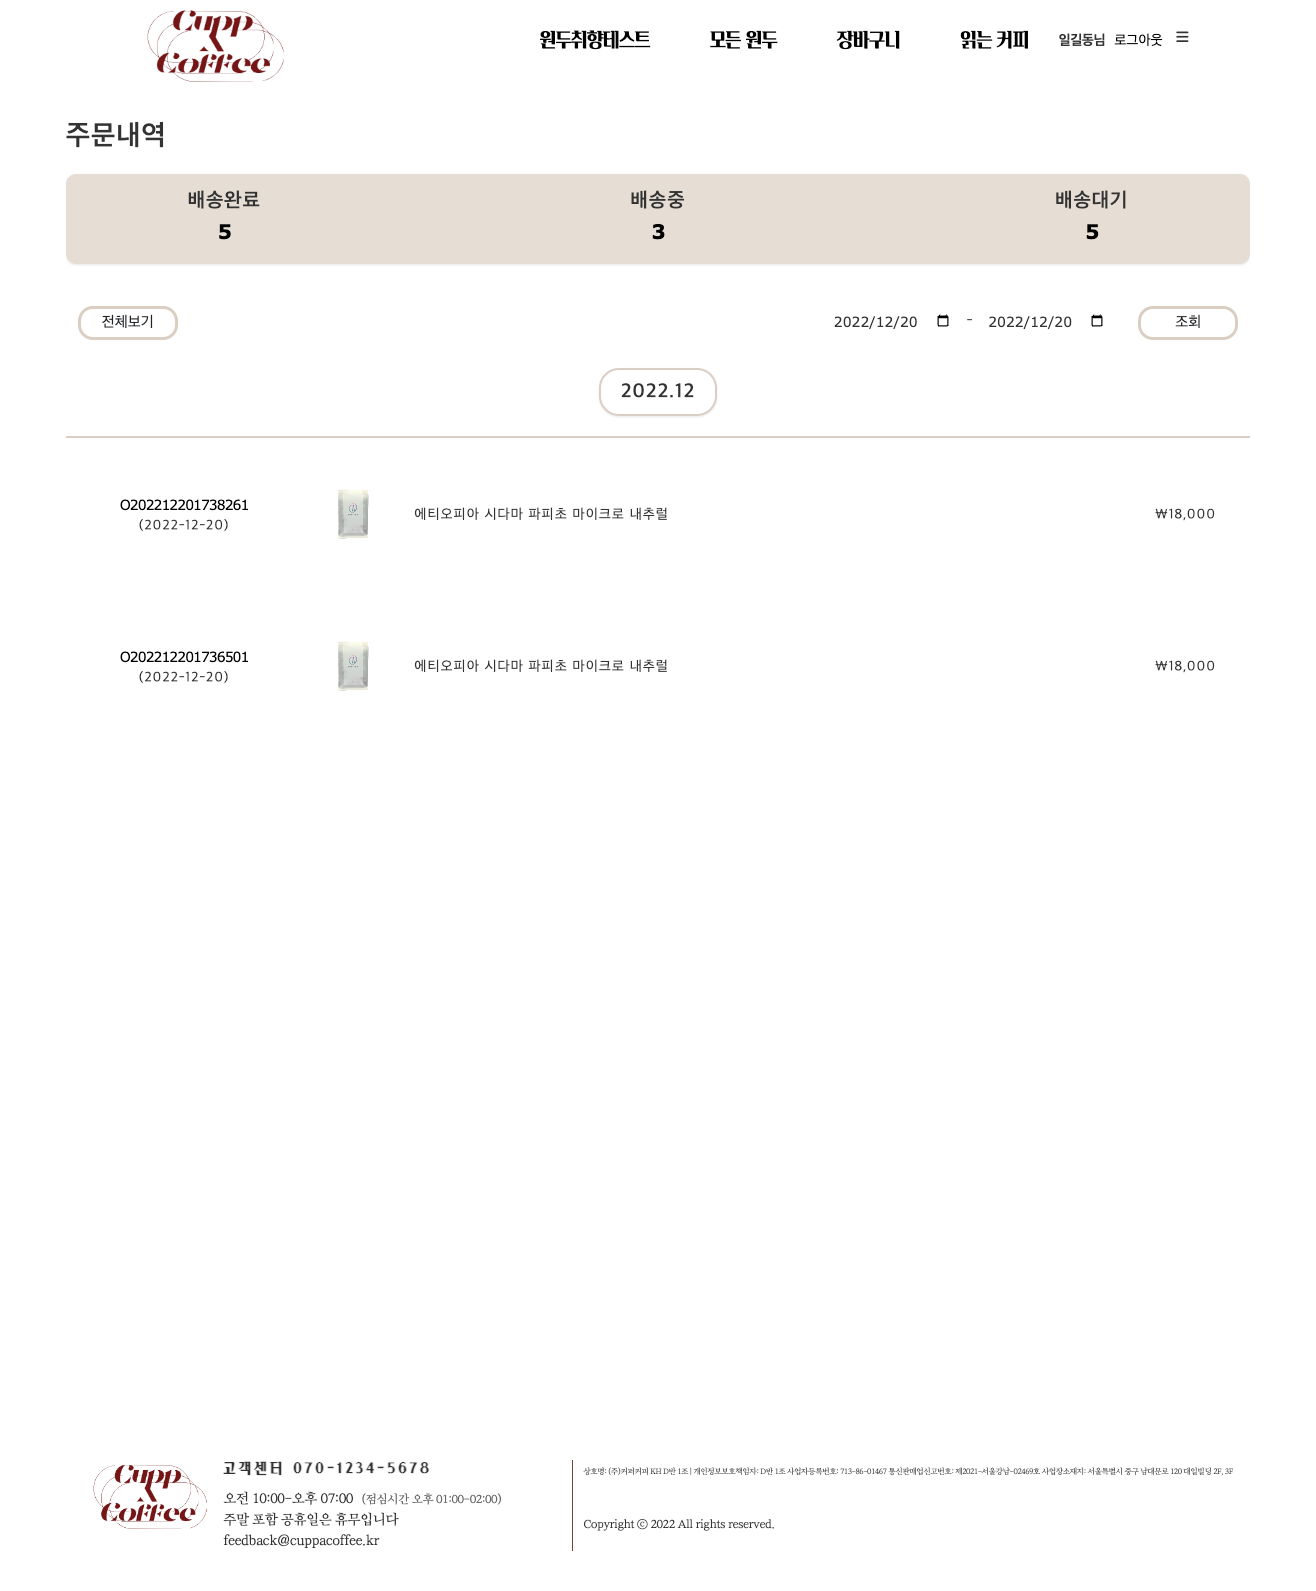 Cupp
Coffee
원두취향테스트 모든 원두 장바구니 읽는 커피 일길동님 로그아웃
주문내역
배송완료 배송중 배송대기
5 3 5
전체보기 2022/12/20 - 2022/12/20 조회
2022.12
O202212201738261
(2022-12-20)
에티오피아 시다마 파피초 마이크로 내추럴 ₩18,000
O202212201736501
(2022-12-20)
에티오피아 시다마 파피초 마이크로 내추럴 ₩18,000
Cupp
Coffee
고객센터 070-1234-5678
오전 10:00-오후 07:00 (점심시간 오후 01:00-02:00)
주말 포함 공휴일은 휴무입니다
feedback@cuppacoffee.kr
상호명: (주)커퍼커퍼 KH D반 1조 | 개인정보보호책임자: D반 1조 사업자등록번호: 713-86-01467 통신판매업신고번호: 제2021-서울강남-02469호 사업장소재지: 서울특별시 중구 남대문로 120 대일빌딩 2F, 3F
Copyright ⓒ 2022 All rights reserved.